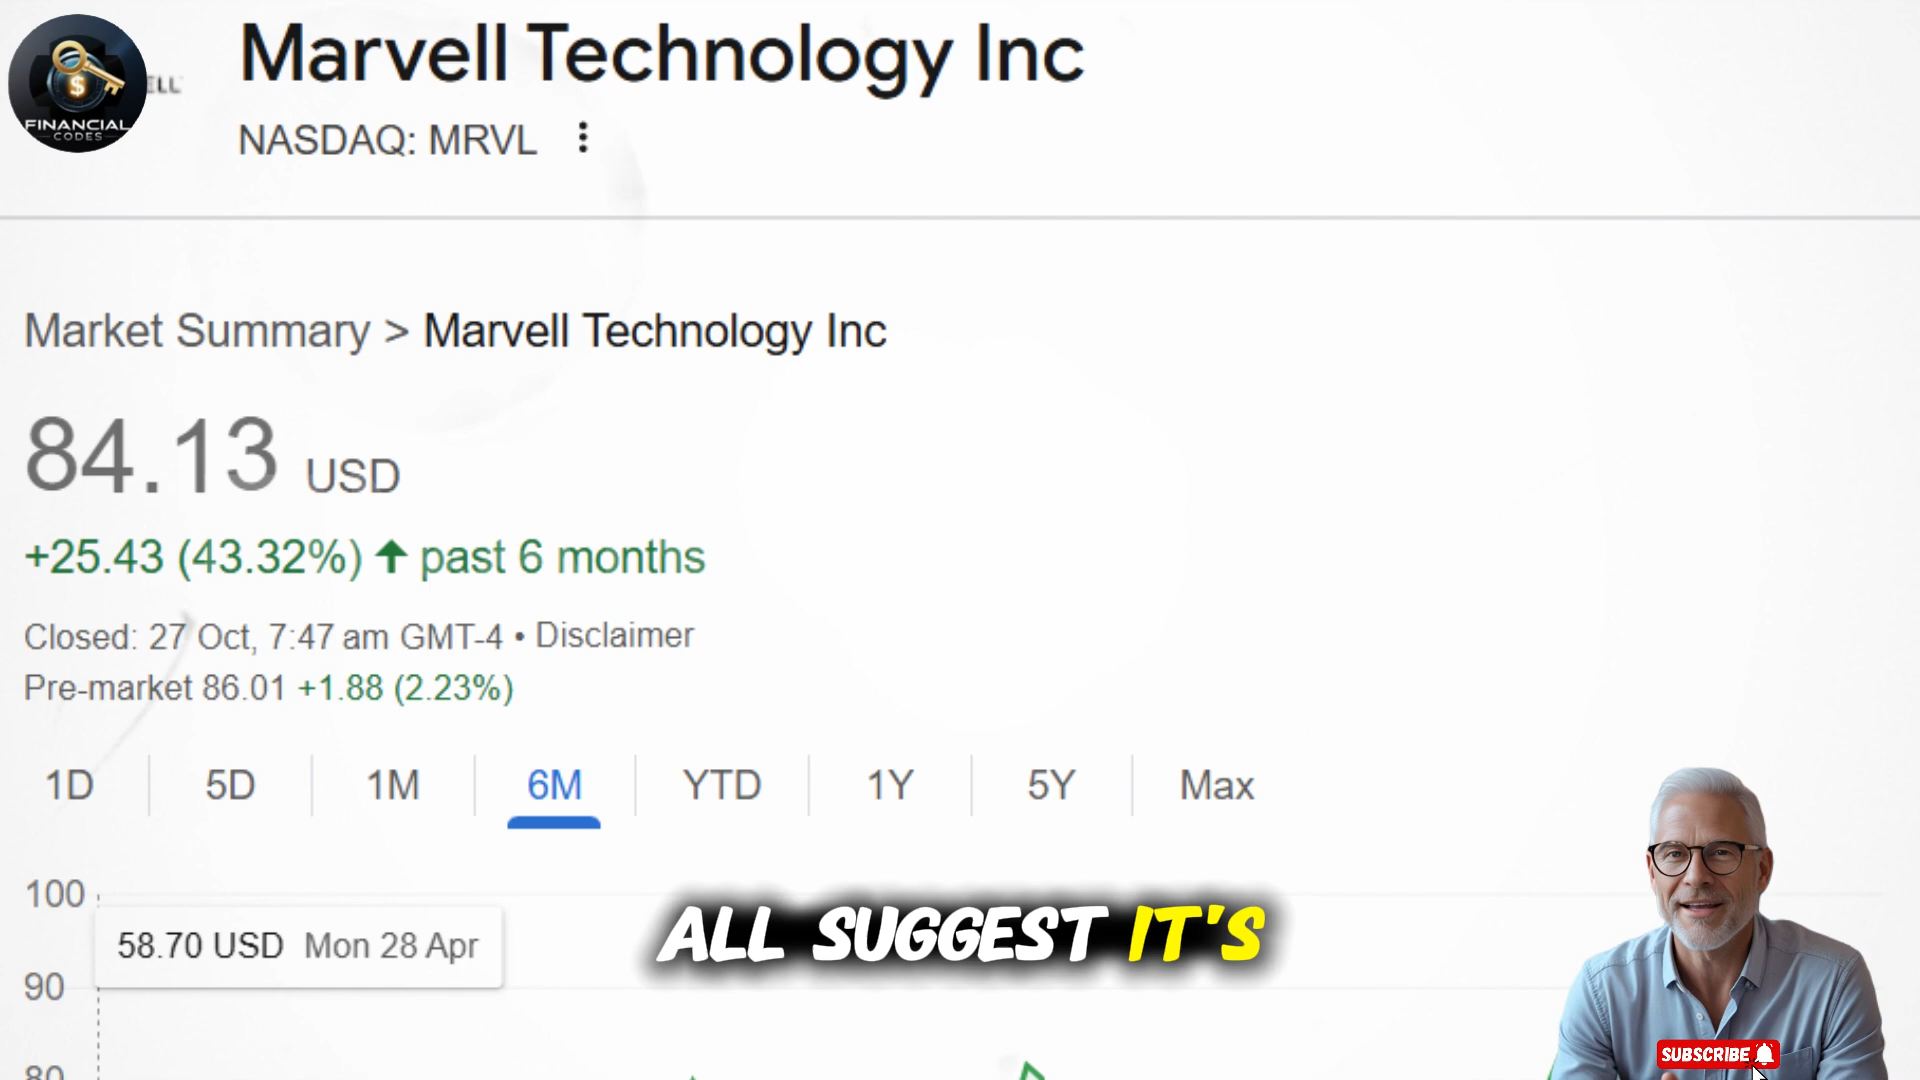 Marvell Technology Inc
FINANCIAL
CODES
ELL
NASDAQ: MRVL
Market Summary > Marvell Technology Inc
84.13 USD
+25.43 (43.32%) ↑ past 6 months
Closed: 27 Oct, 7:47 am GMT-4 • Disclaimer
Pre-market 86.01 +1.88 (2.23%)
1D 5D 1M 6M YTD 1Y 5Y Max
100
58.70 USD Mon 28 Apr
ALL SUGGEST IT'S
90
SUBSCRIBE
80